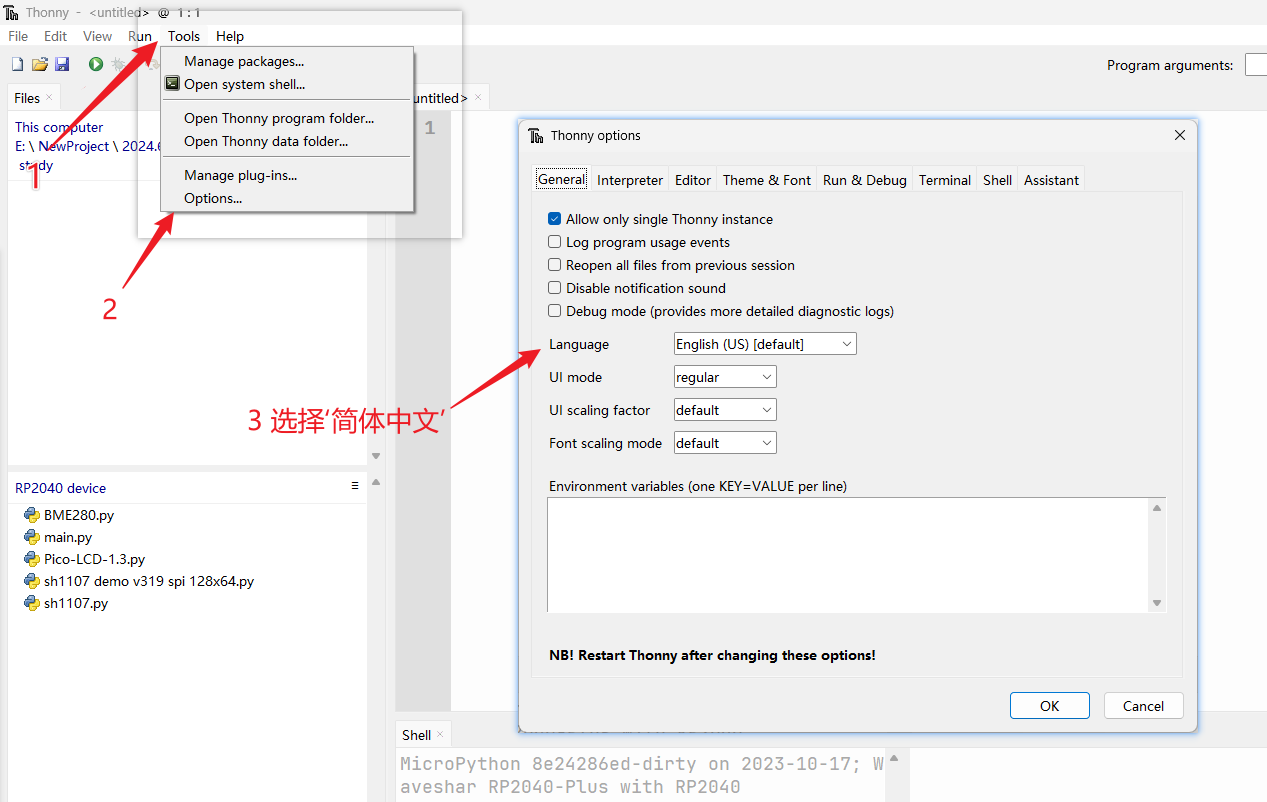 Thonny - <untitled> @ 1 : 1
File Edit View Run Tools Help
Manage packages...
Open system shell...
Open Thonny program folder...
Open Thonny data folder...
Manage plug-ins...
Options...
Program arguments:
Files
This computer
E: \ NewProject \ 2024.
study
1
2
3 选择‘简体中文’
untitled>
1
Thonny options
General Interpreter Editor Theme & Font Run & Debug Terminal Shell Assistant
Allow only single Thonny instance
Log program usage events
Reopen all files from previous session
Disable notification sound
Debug mode (provides more detailed diagnostic logs)
Language English (US) [default]
UI mode regular
UI scaling factor default
Font scaling mode default
Environment variables (one KEY=VALUE per line)
NB! Restart Thonny after changing these options!
OK Cancel
RP2040 device
BME280.py
main.py
Pico-LCD-1.3.py
sh1107 demo v319 spi 128x64.py
sh1107.py
Shell
MicroPython 8e24286ed-dirty on 2023-10-17; W
aveshar RP2040-Plus with RP2040